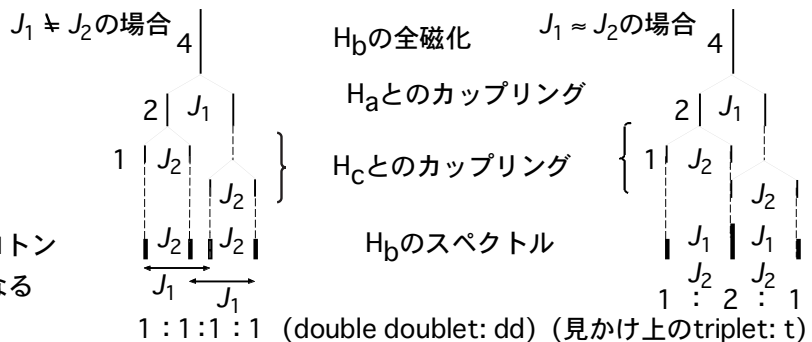 J₁ ≠ J₂の場合
4
Hbの全磁化
J₁ ≈ J₂の場合
4
2
J₁
Haとのカップリング
2
J₁
1
J₂
Hcとのカップリング
1
J₂
J₂
J₂
トン
J₂
J₂
Hbのスペクトル
J₁
J₁
なる
J₁
J₁
J₂
J₂
1 : 2 : 1
1 : 1 : 1 : 1 (double doublet: dd) (見かけ上のtriplet: t)